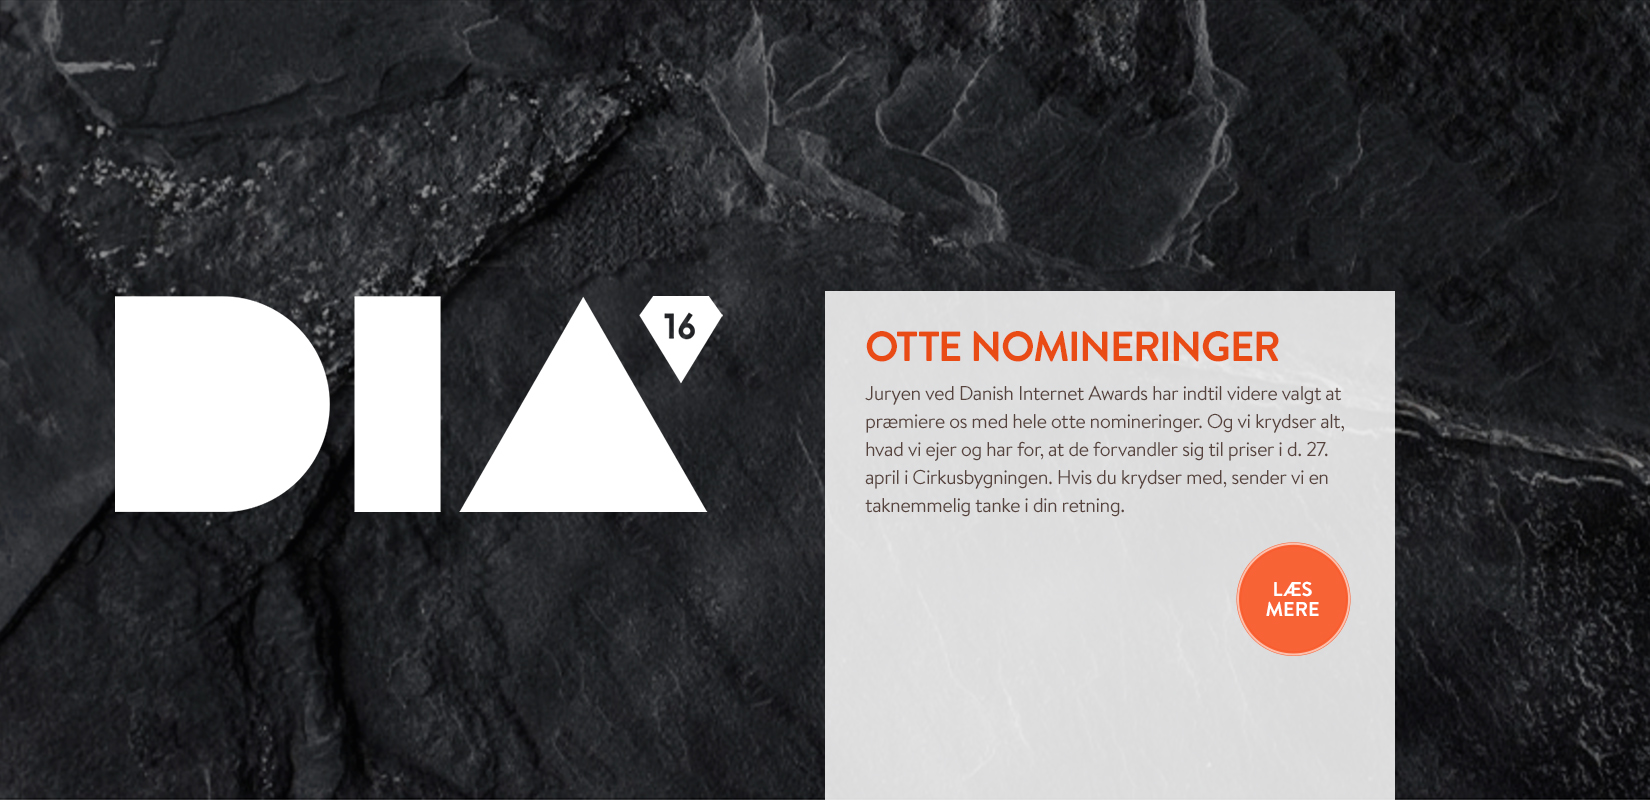 DIA
16
OTTE NOMINERINGER
Juryen ved Danish Internet Awards har indtil videre valgt at
præmiere os med hele otte nomineringer. Og vi krydser alt,
hvad vi ejer og har for, at de forvandler sig til priser i d. 27.
april i Cirkusbygningen. Hvis du krydser med, sender vi en
taknemmelig tanke i din retning.
LÆS
MERE